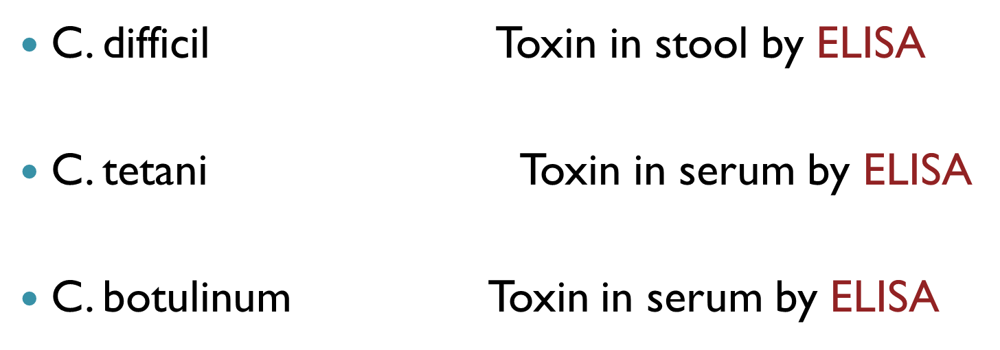 • C. difficil Toxin in stool by ELISA
• C. tetani Toxin in serum by ELISA
• C. botulinum Toxin in serum by ELISA